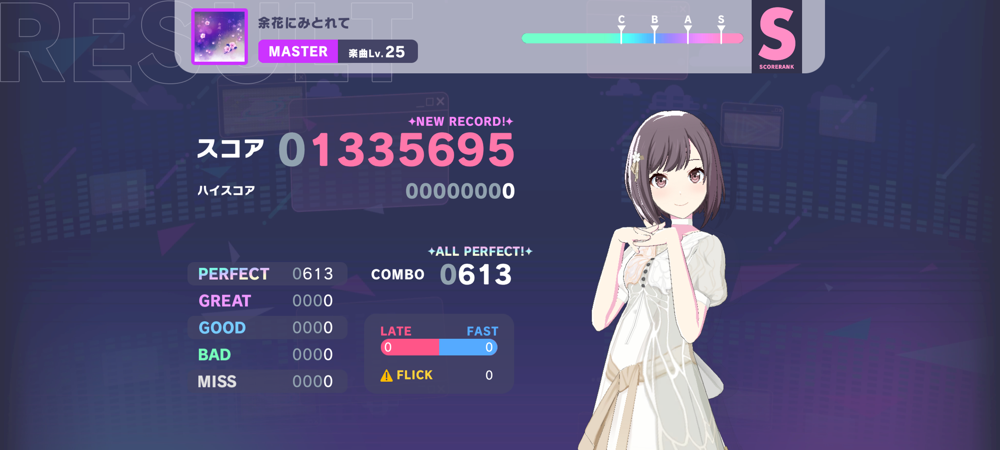 RESULT
余花にみとれて
MASTER 楽曲Lv.25
C B A S
S
SCORERANK
✦NEW RECORD!✦
スコア 01335695
ハイスコア 00000000
✦ALL PERFECT!✦
COMBO 0613
PERFECT 0613
GREAT 0000
GOOD 0000
BAD 0000
MISS 0000
LATE FAST
0 0
FLICK 0